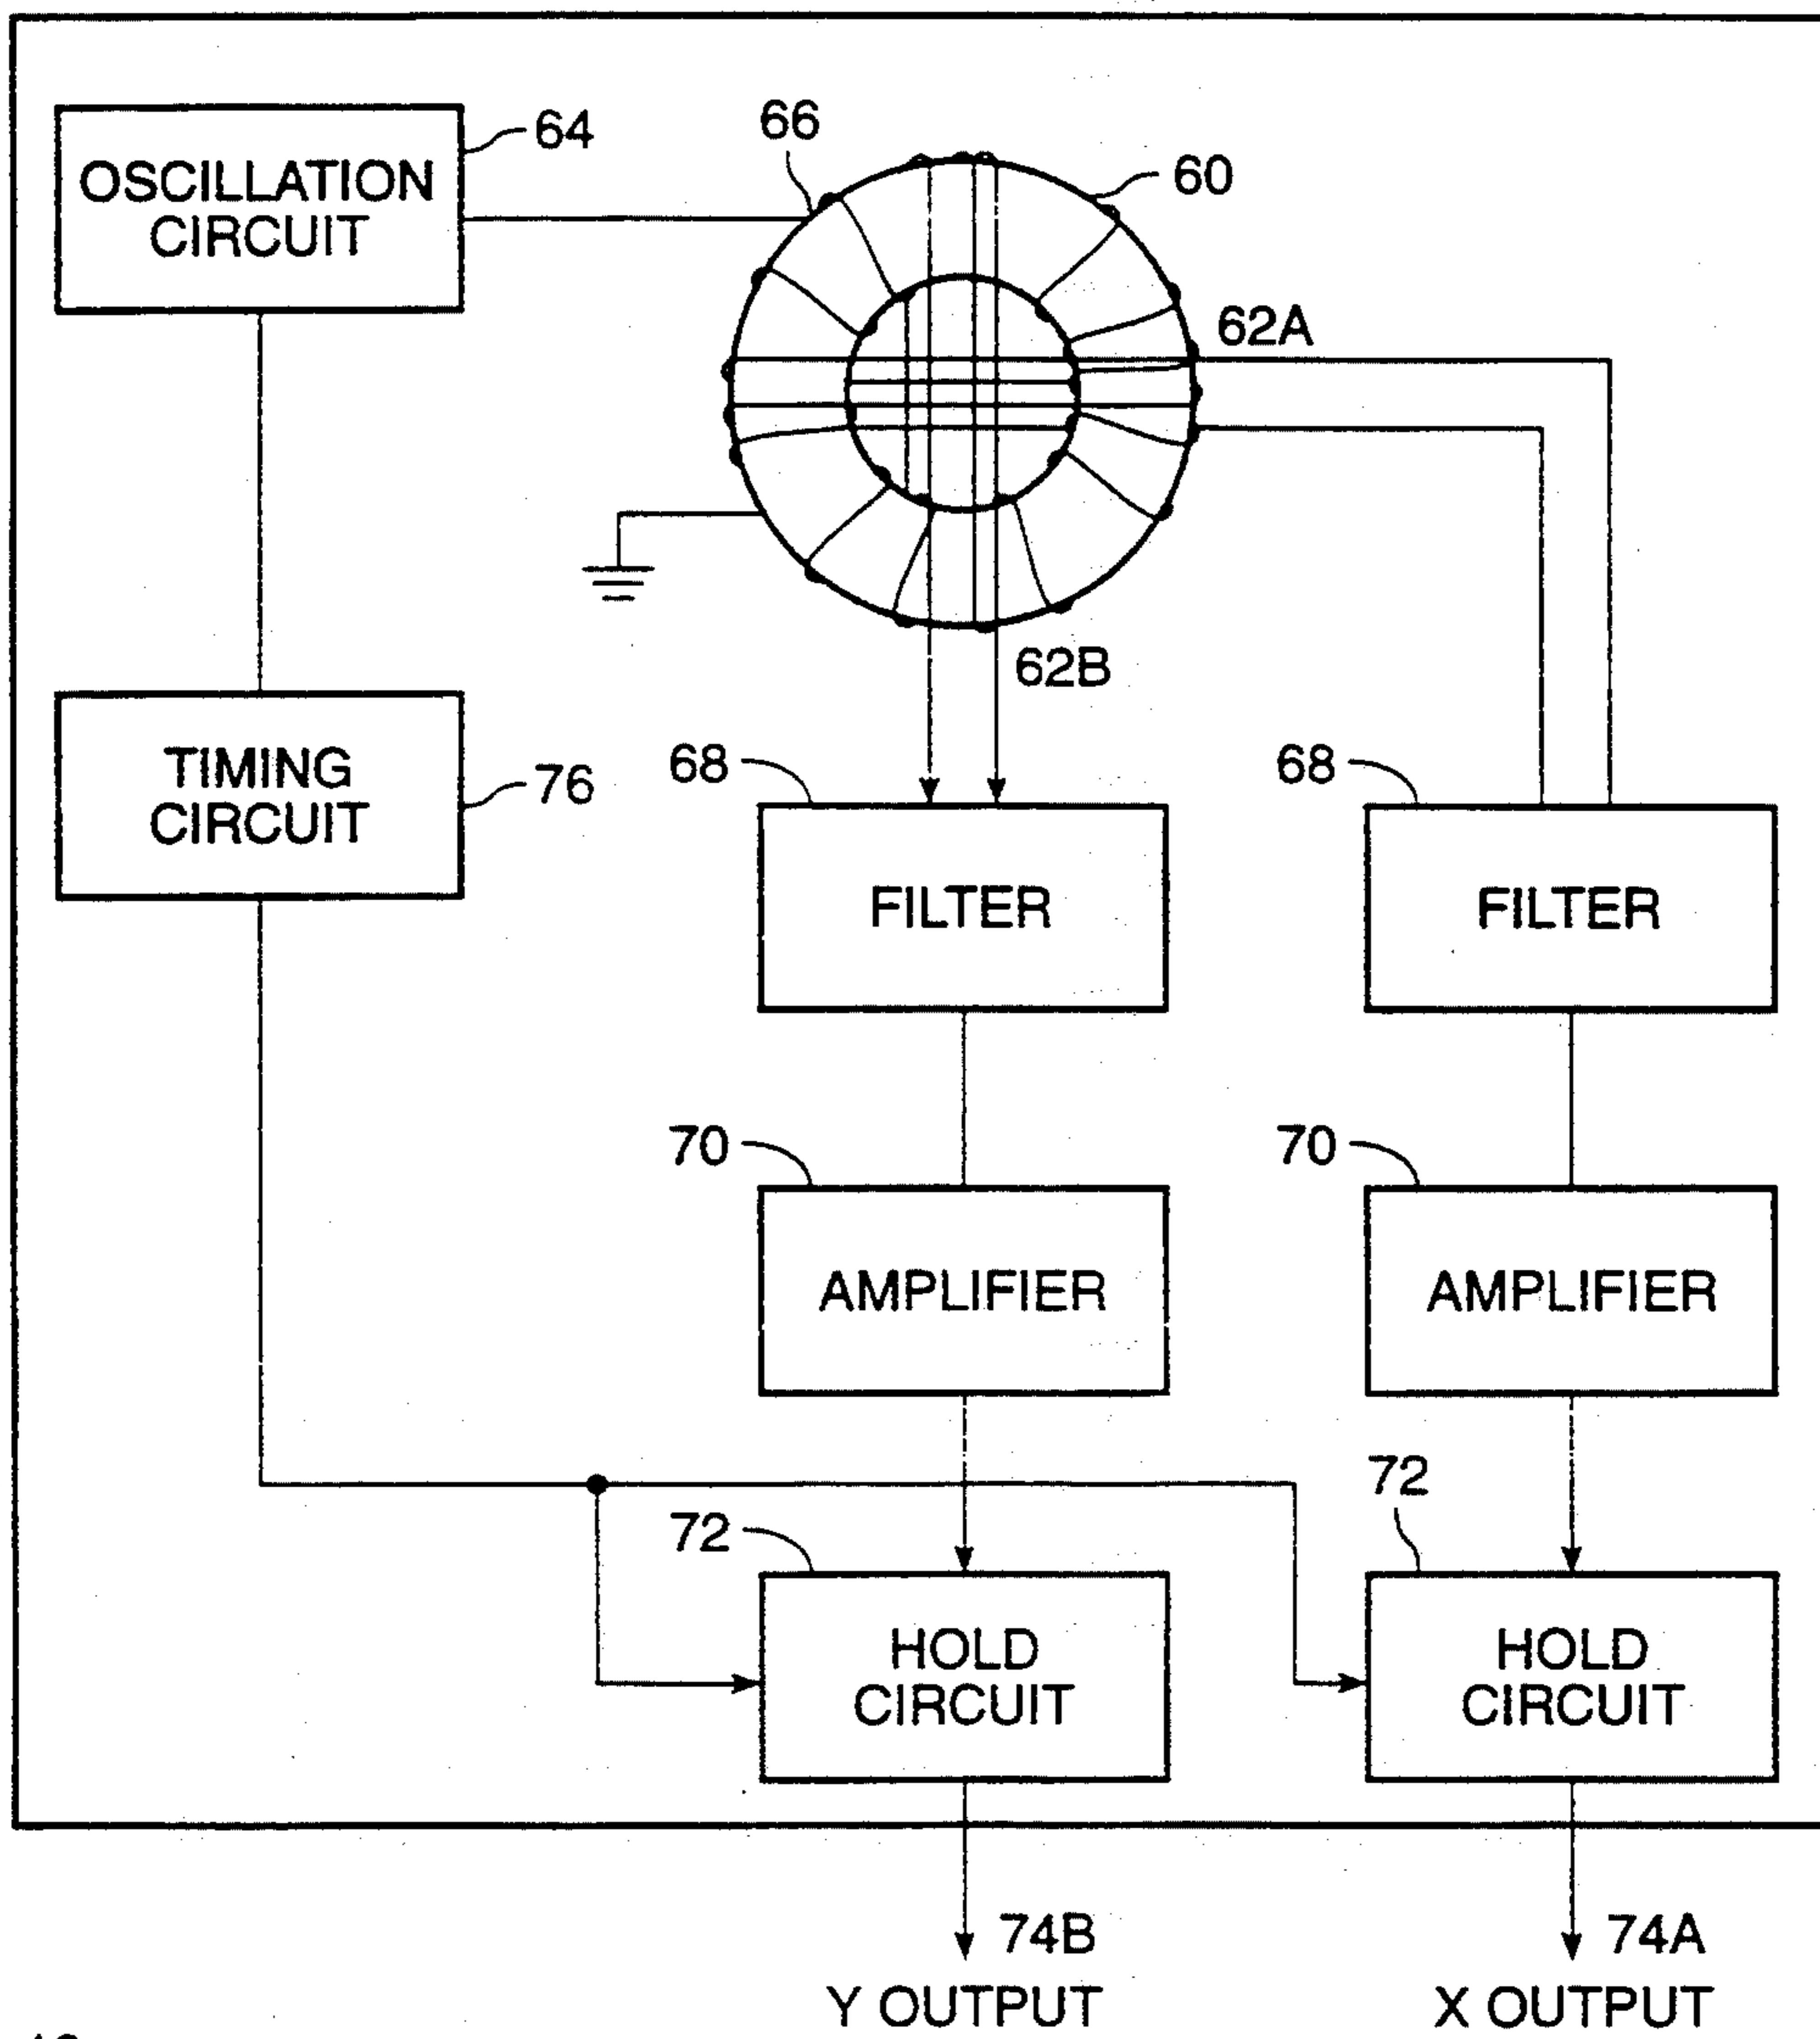 64
OSCILLATION
CIRCUIT
66
60
62A
62B
TIMING
CIRCUIT
76
68
FILTER
68
FILTER
70
AMPLIFIER
70
AMPLIFIER
72
HOLD
CIRCUIT
72
HOLD
CIRCUIT
74B
Y OUTPUT
74A
X OUTPUT